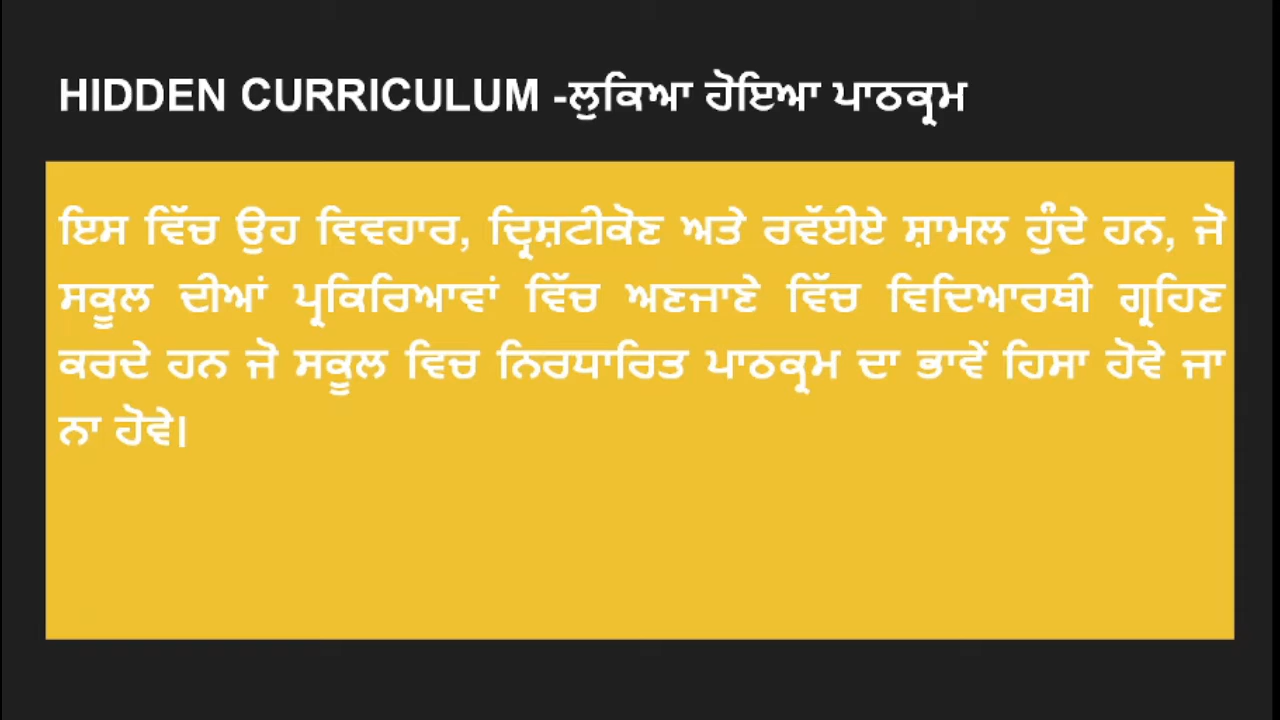 HIDDEN CURRICULUM -ਲੁਕਿਆ ਹੋਇਆ ਪਾਠਕ੍ਰਮ
ਇਸ ਵਿੱਚ ਉਹ ਵਿਵਹਾਰ, ਦ੍ਰਿਸ਼ਟੀਕੋਣ ਅਤੇ ਰਵੱਈਏ ਸ਼ਾਮਲ ਹੁੰਦੇ ਹਨ, ਜੋ
ਸਕੂਲ ਦੀਆਂ ਪ੍ਰਕਿਰਿਆਵਾਂ ਵਿੱਚ ਅਣਜਾਣੇ ਵਿੱਚ ਵਿਦਿਆਰਥੀ ਗ੍ਰਹਿਣ
ਕਰਦੇ ਹਨ ਜੋ ਸਕੂਲ ਵਿਚ ਨਿਰਧਾਰਿਤ ਪਾਠਕ੍ਰਮ ਦਾ ਭਾਵੇਂ ਹਿਸਾ ਹੋਵੇ ਜਾ
ਨਾ ਹੋਵੇ।